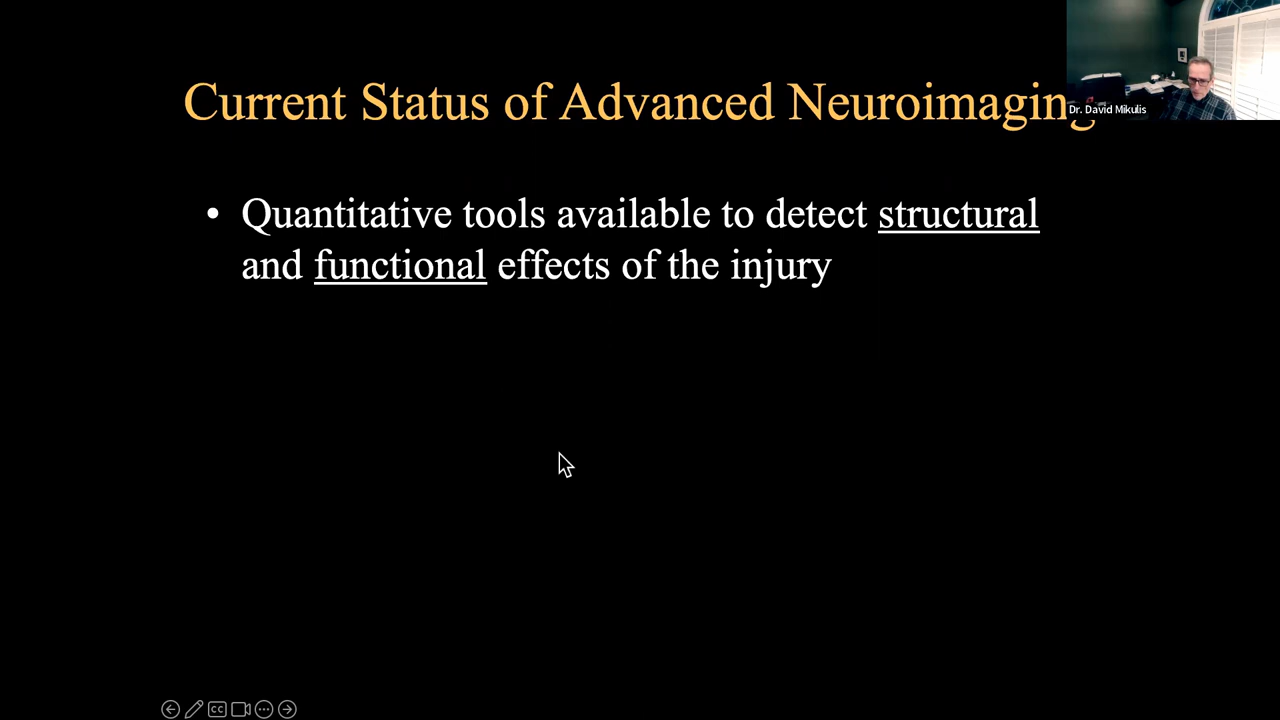 Current Status of Advanced Neuroimaging
Dr. David Mikulis
• Quantitative tools available to detect structural
and functional effects of the injury
CC